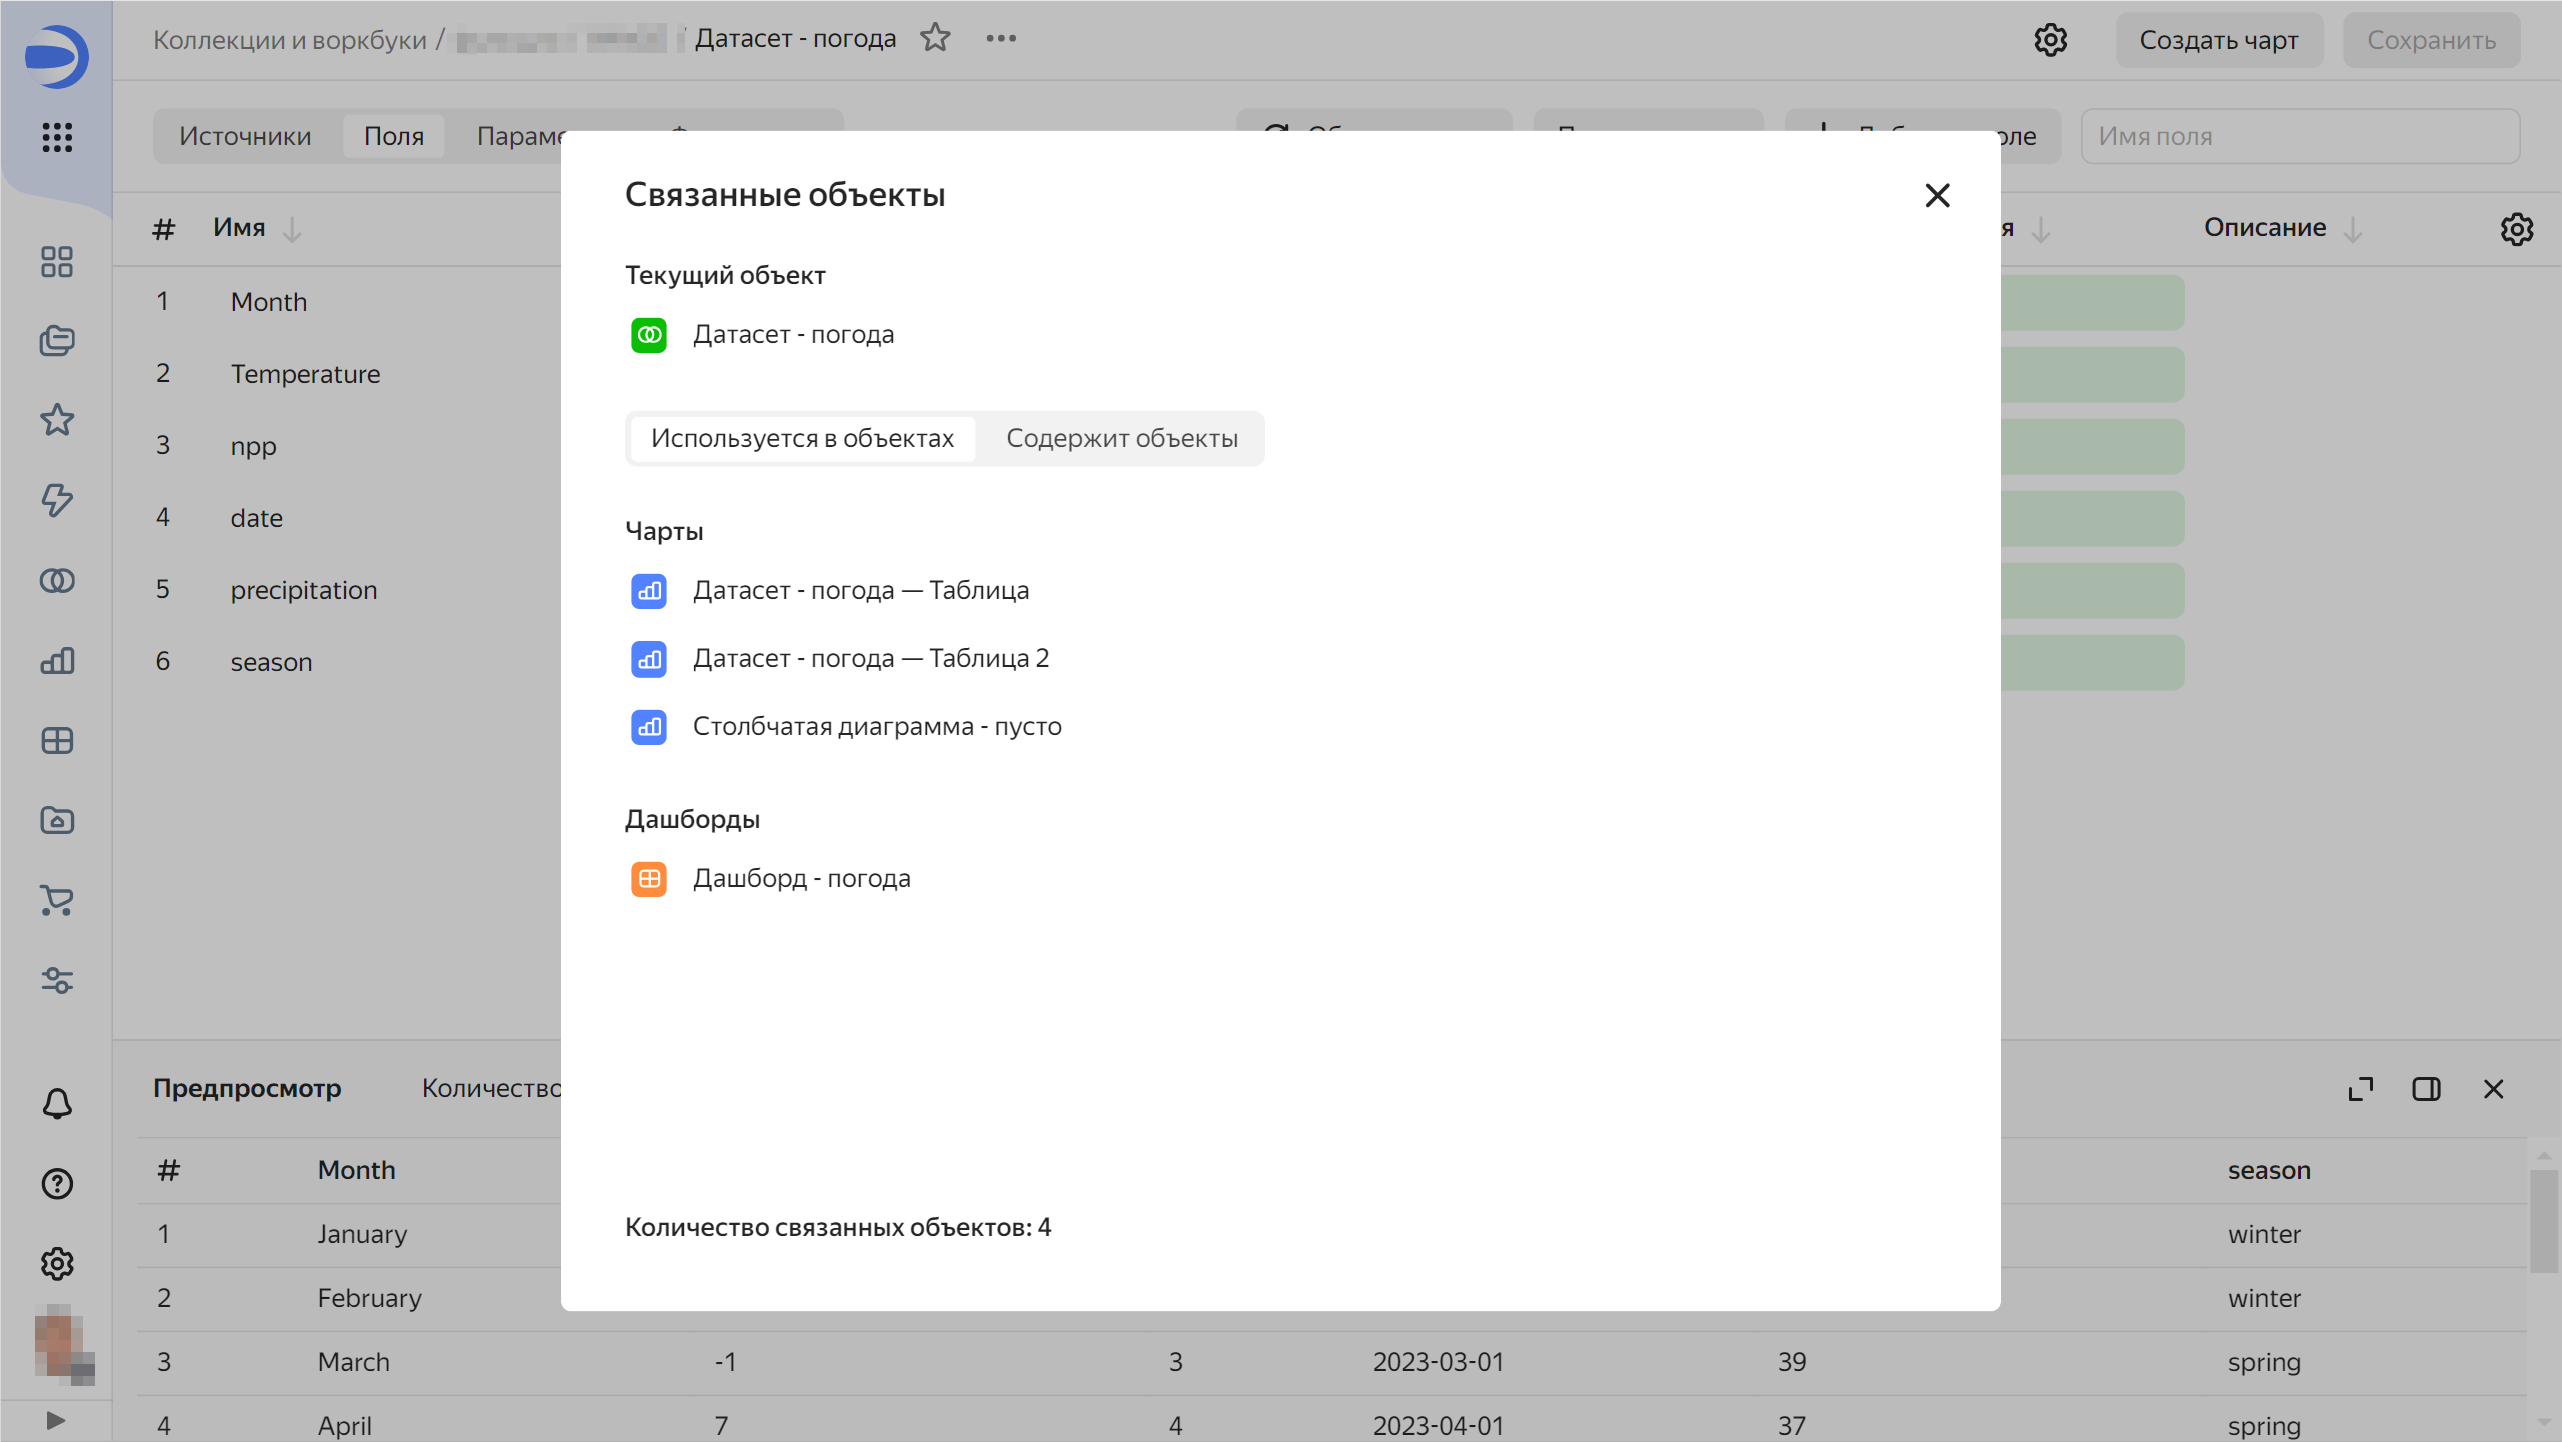 Коллекции и воркбуки /
/ Датасет - погода
Создать чарт
Сохранить
Источники
Поля
Имя поля
#
Имя
Описание
1 Month
2 Temperature
3 npp
4 date
5 precipitation
6 season
Связанные объекты
Текущий объект
Датасет - погода
Используется в объектах
Содержит объекты
Чарты
Датасет - погода — Таблица
Датасет - погода — Таблица 2
Столбчатая диаграмма - пусто
Дашборды
Дашборд - погода
Количество связанных объектов: 4
Предпросмотр
Количество
# Month season
1 January winter
2 February winter
3 March -1 3 2023-03-01 39 spring
4 April 7 4 2023-04-01 37 spring